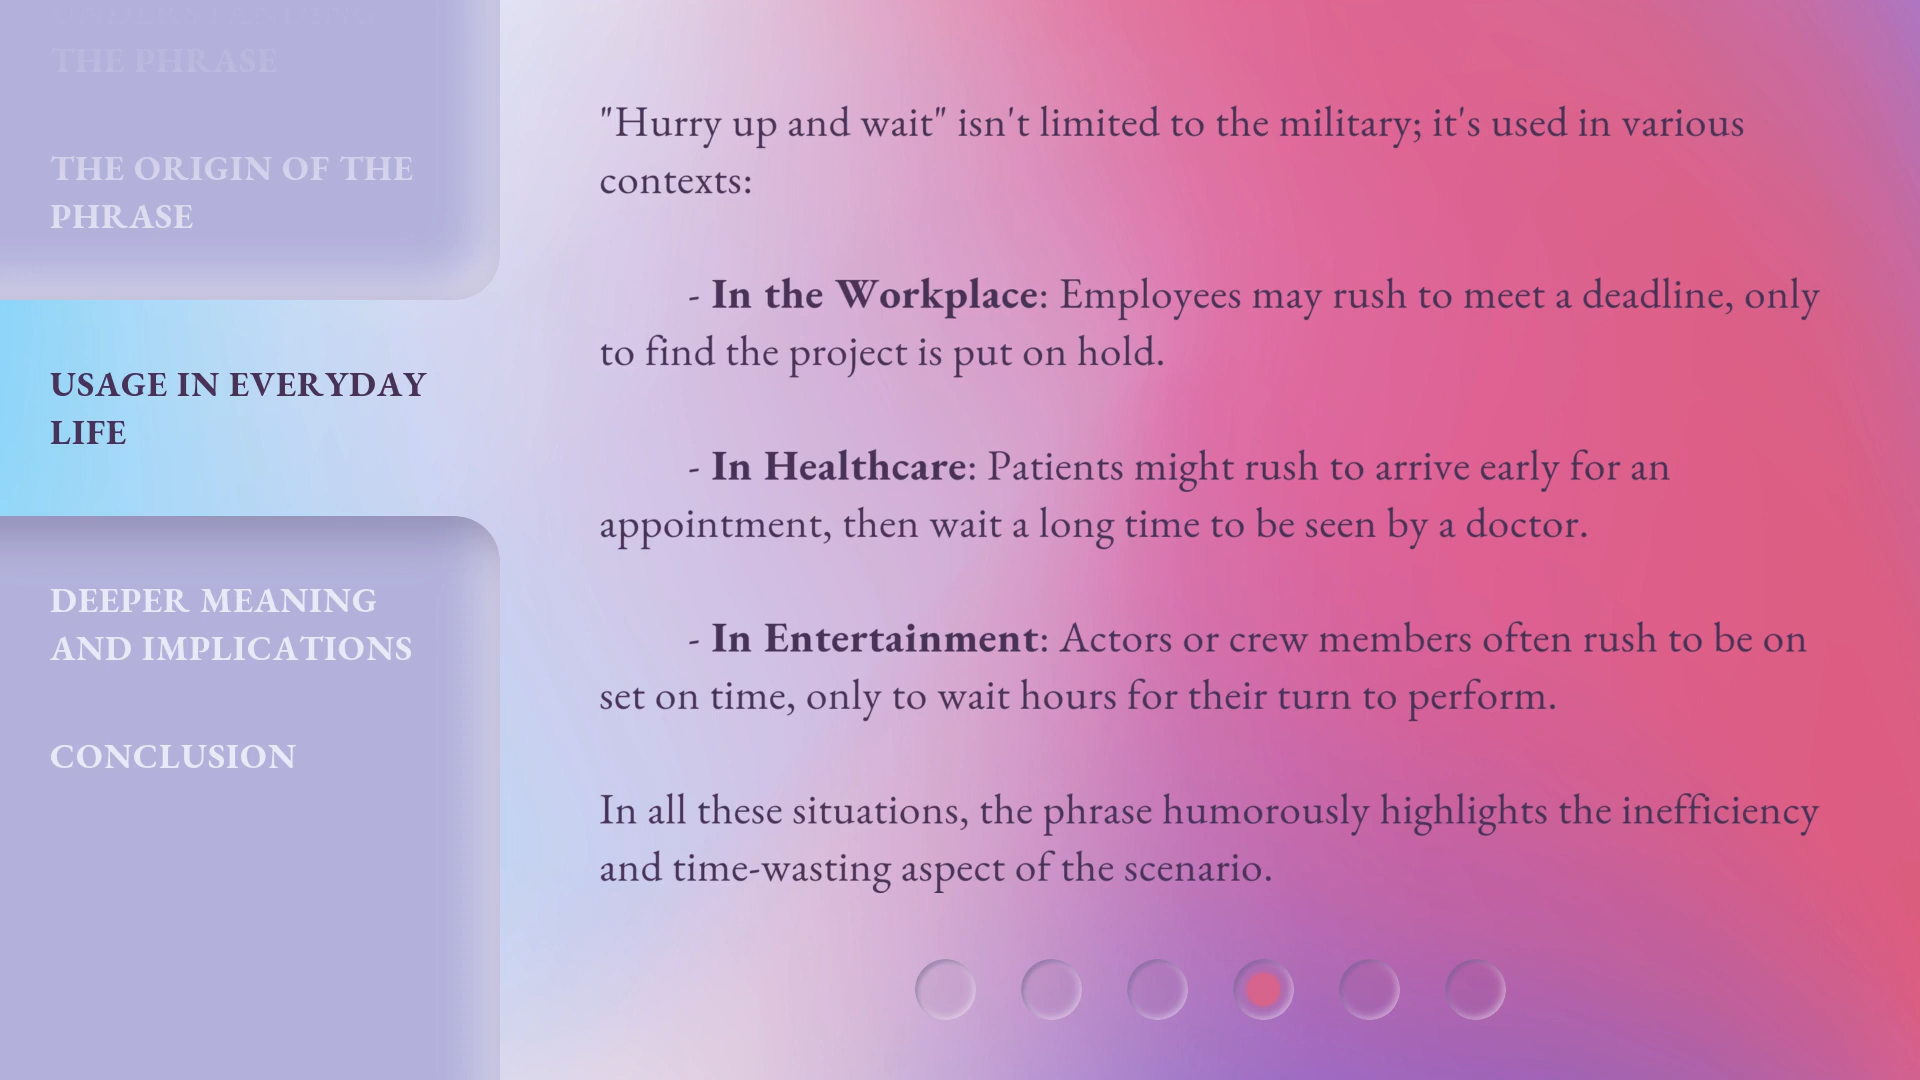 THE PHRASE
THE ORIGIN OF THE
PHRASE
USAGE IN EVERYDAY
LIFE
DEEPER MEANING
AND IMPLICATIONS
CONCLUSION
"Hurry up and wait" isn't limited to the military; it's used in various
contexts:
- In the Workplace: Employees may rush to meet a deadline, only
to find the project is put on hold.
- In Healthcare: Patients might rush to arrive early for an
appointment, then wait a long time to be seen by a doctor.
- In Entertainment: Actors or crew members often rush to be on
set on time, only to wait hours for their turn to perform.
In all these situations, the phrase humorously highlights the inefficiency
and time-wasting aspect of the scenario.